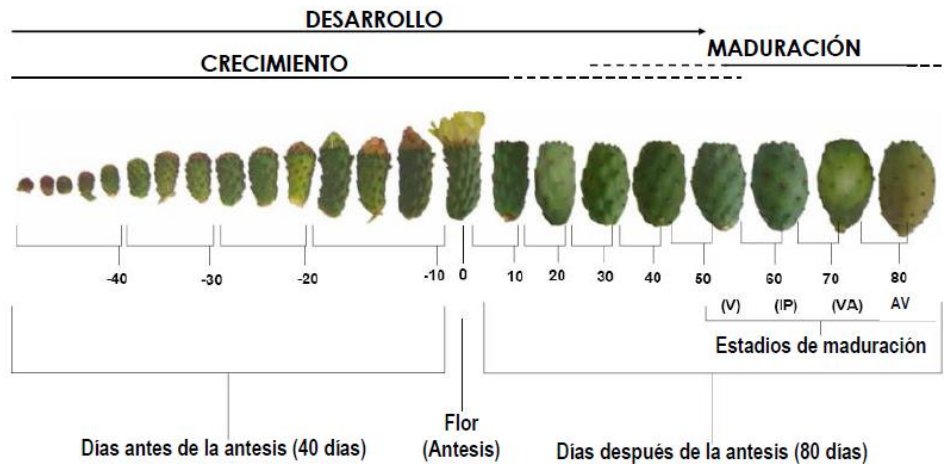 DESARROLLO
MADURACIÓN
CRECIMIENTO
-40 -30 -20 -10 0 10 20 30 40 50 60 70 80
(V) (IP) (VA) AV
Estadios de maduración
Flor
(Antesis)
Días antes de la antesis (40 días)
Días después de la antesis (80 días)